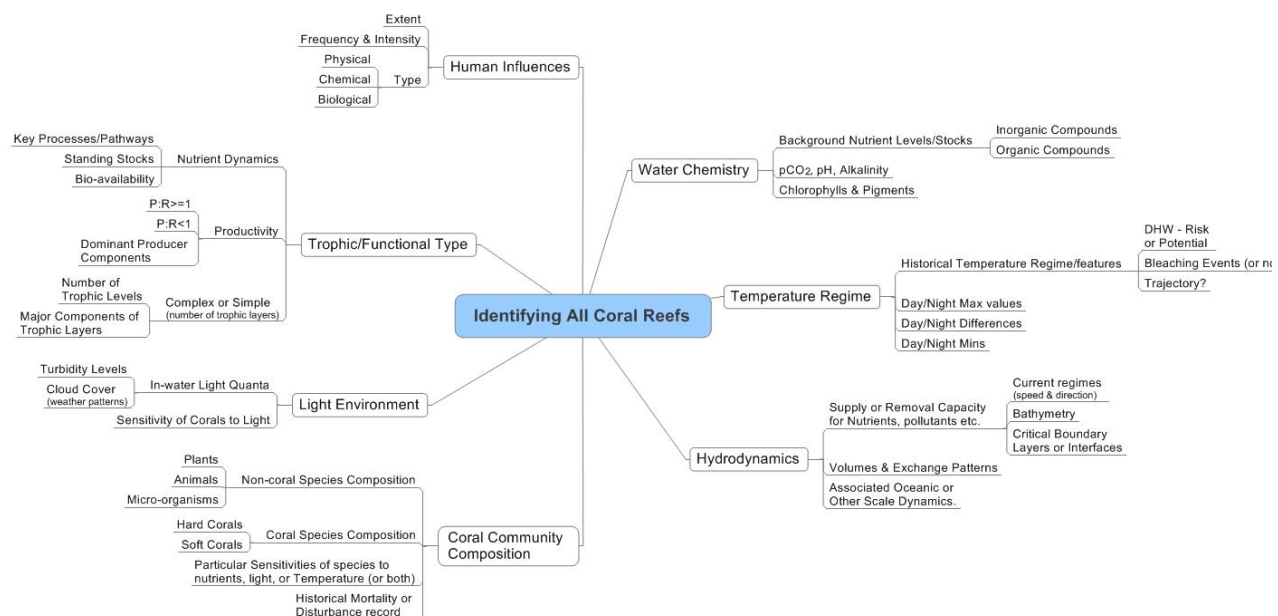 Extent
Frequency & Intensity
Physical
Chemical
Biological
Type
Human Influences
Key Processes/Pathways
Standing Stocks
Bio-availability
Nutrient Dynamics
P:R>=1
P:R<1
Dominant Producer
Components
Productivity
Number of
Trophic Levels
Major Components of
Trophic Layers
Complex or Simple
(number of trophic layers)
Trophic/Functional Type
Turbidity Levels
Cloud Cover
(weather patterns)
In-water Light Quanta
Sensitivity of Corals to Light
Light Environment
Plants
Animals
Micro-organisms
Non-coral Species Composition
Hard Corals
Soft Corals
Coral Species Composition
Particular Sensitivities of species to
nutrients, light, or Temperature (or both)
Historical Mortality or
Disturbance record
Coral Community
Composition
Identifying All Coral Reefs
Water Chemistry
Background Nutrient Levels/Stocks
Inorganic Compounds
Organic Compounds
pCO2, pH, Alkalinity
Chlorophylls & Pigments
Temperature Regime
Historical Temperature Regime/features
DHW - Risk
or Potential
Bleaching Events (or no
Trajectory?
Day/Night Max values
Day/Night Differences
Day/Night Mins
Hydrodynamics
Supply or Removal Capacity
for Nutrients, pollutants etc.
Current regimes
(speed & direction)
Bathymetry
Critical Boundary
Layers or Interfaces
Volumes & Exchange Patterns
Associated Oceanic or
Other Scale Dynamics.